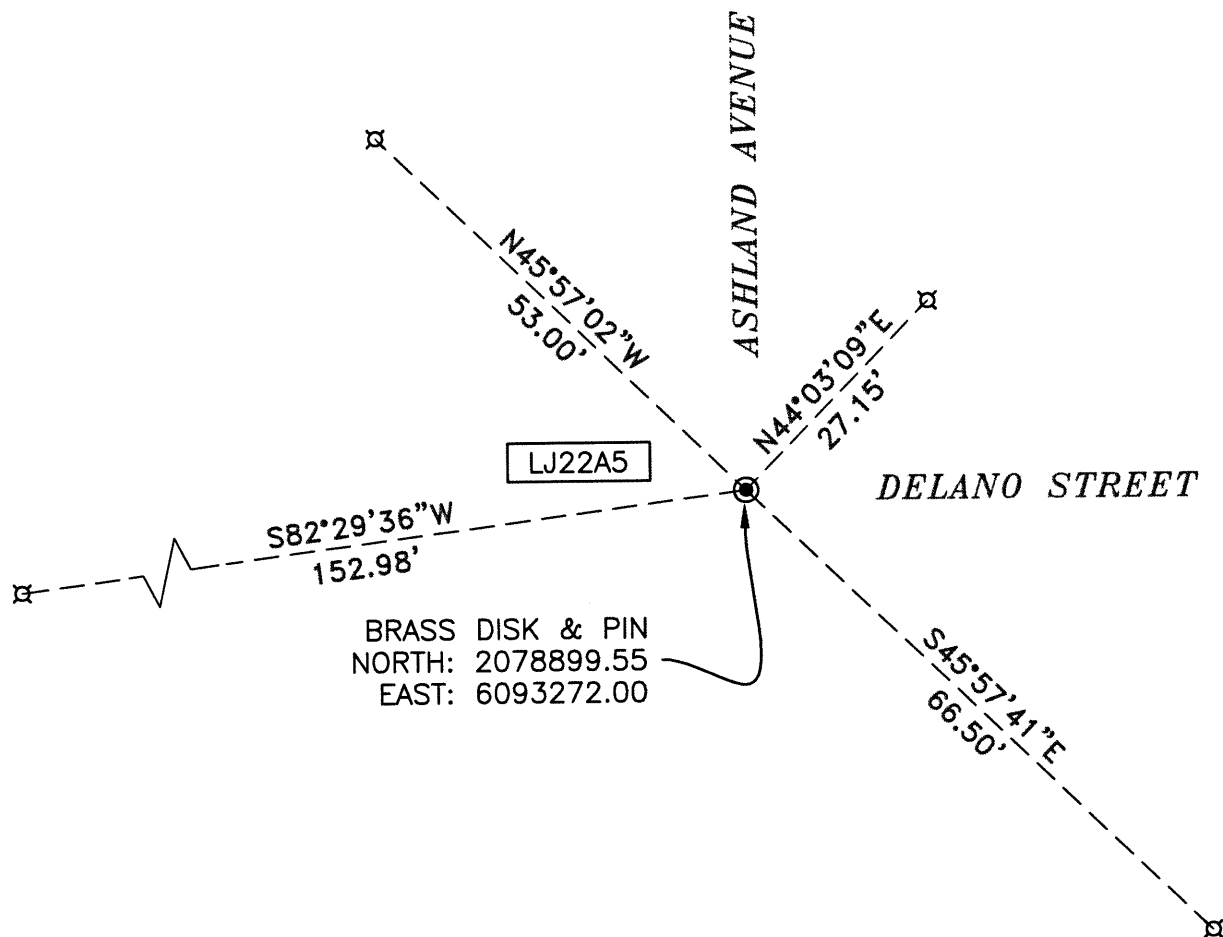 ASHLAND AVENUE
N45°57'02"W
53.00'
N44°03'09"E
27.15'
LJ22A5
DELANO STREET
S82°29'36"W
152.98'
BRASS DISK & PIN
NORTH: 2078899.55
EAST: 6093272.00
S45°57'41"E
66.50'